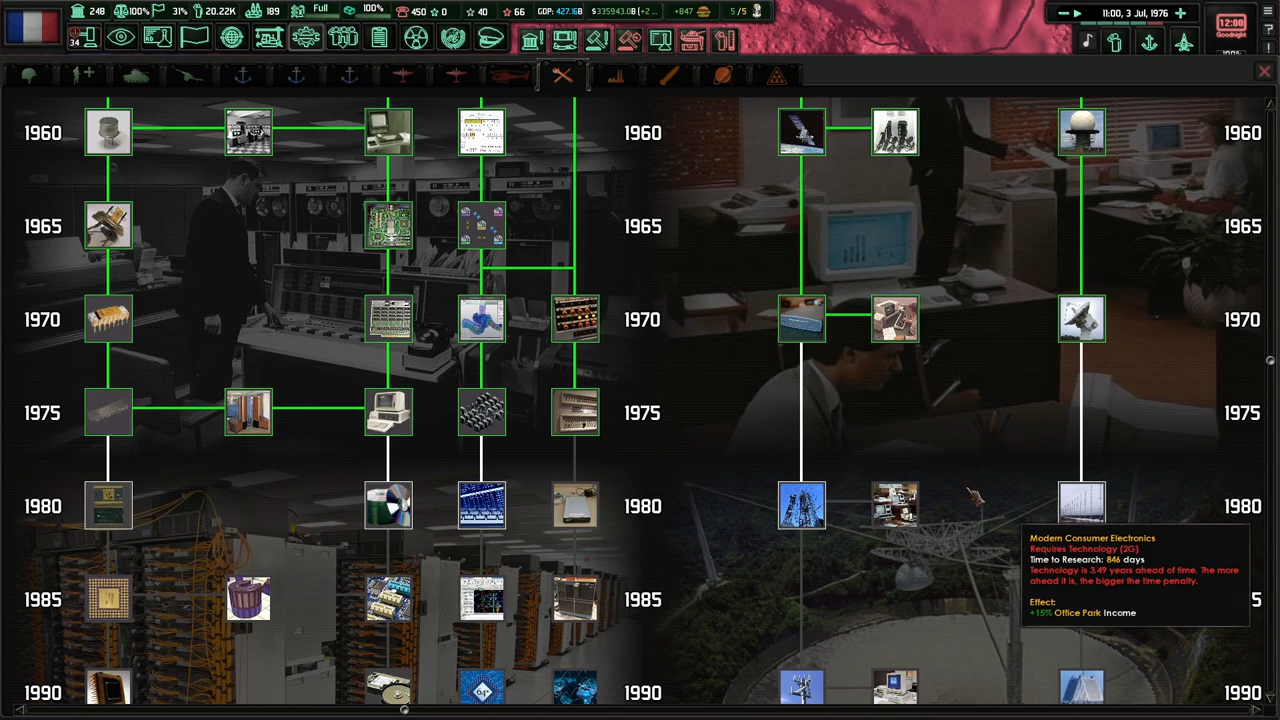 248 100% 31% 20.22K 189 Full 100% 450 0 40 66 GDP: 427.16B $335943.0B (+2 ... +847 5 / 5
11:00, 3 Jul, 1976
12:00
Goodnight
34
1960 1960 1960
1965 1965 1965
1970 1970 1970
1975 1975 1975
1980 1980 1980
Modern Consumer Electronics
Requires Technology (2G)
Time to Research: 846 days
Technology is 3.49 years ahead of time. The more
ahead it is, the bigger the time penalty.
Effect:
+15% Office Park Income
1985 1985 5
1990 1990 1990
64